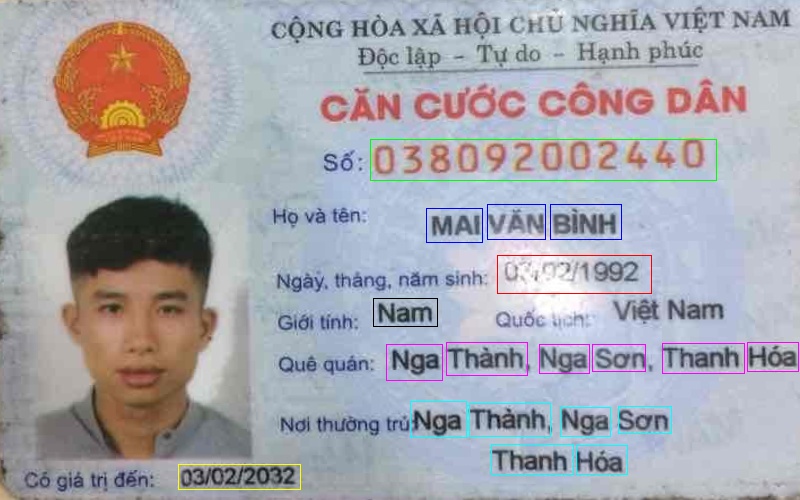 CỘNG HÒA XÃ HỘI CHỦ NGHĨA VIỆT NAM
Độc lập - Tự do - Hạnh phúc
CĂN CƯỚC CÔNG DÂN
Số: 038092002440
Họ và tên: MAI VĂN BÌNH
Ngày, tháng, năm sinh: 03/02/1992
Giới tính: Nam Quốc tịch: Việt Nam
Quê quán: Nga Thành, Nga Sơn, Thanh Hóa
Nơi thường trú: Nga Thành, Nga Sơn
Thanh Hóa
Có giá trị đến: 03/02/2032